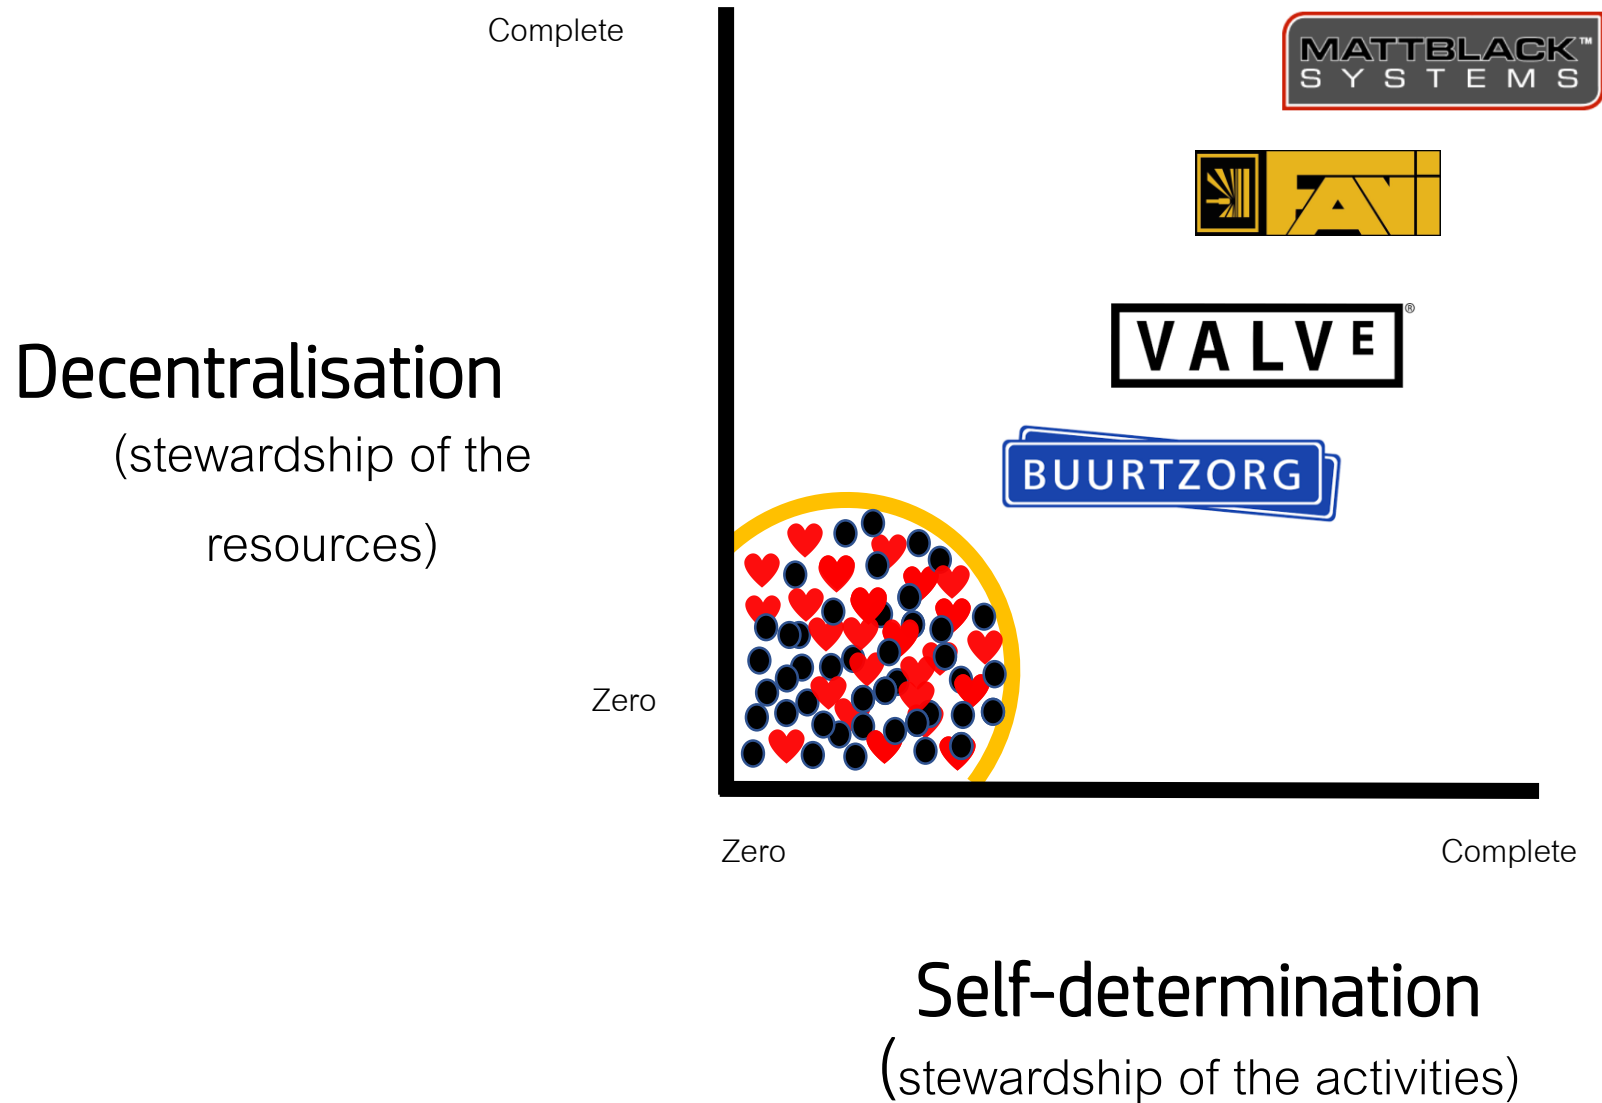 Complete
MATTBLACK™
SYSTEMS
FAVI
VALVE®
Decentralisation
(stewardship of the
BUURTZORG
resources)
Zero
Zero
Complete
Self-determination
(stewardship of the activities)